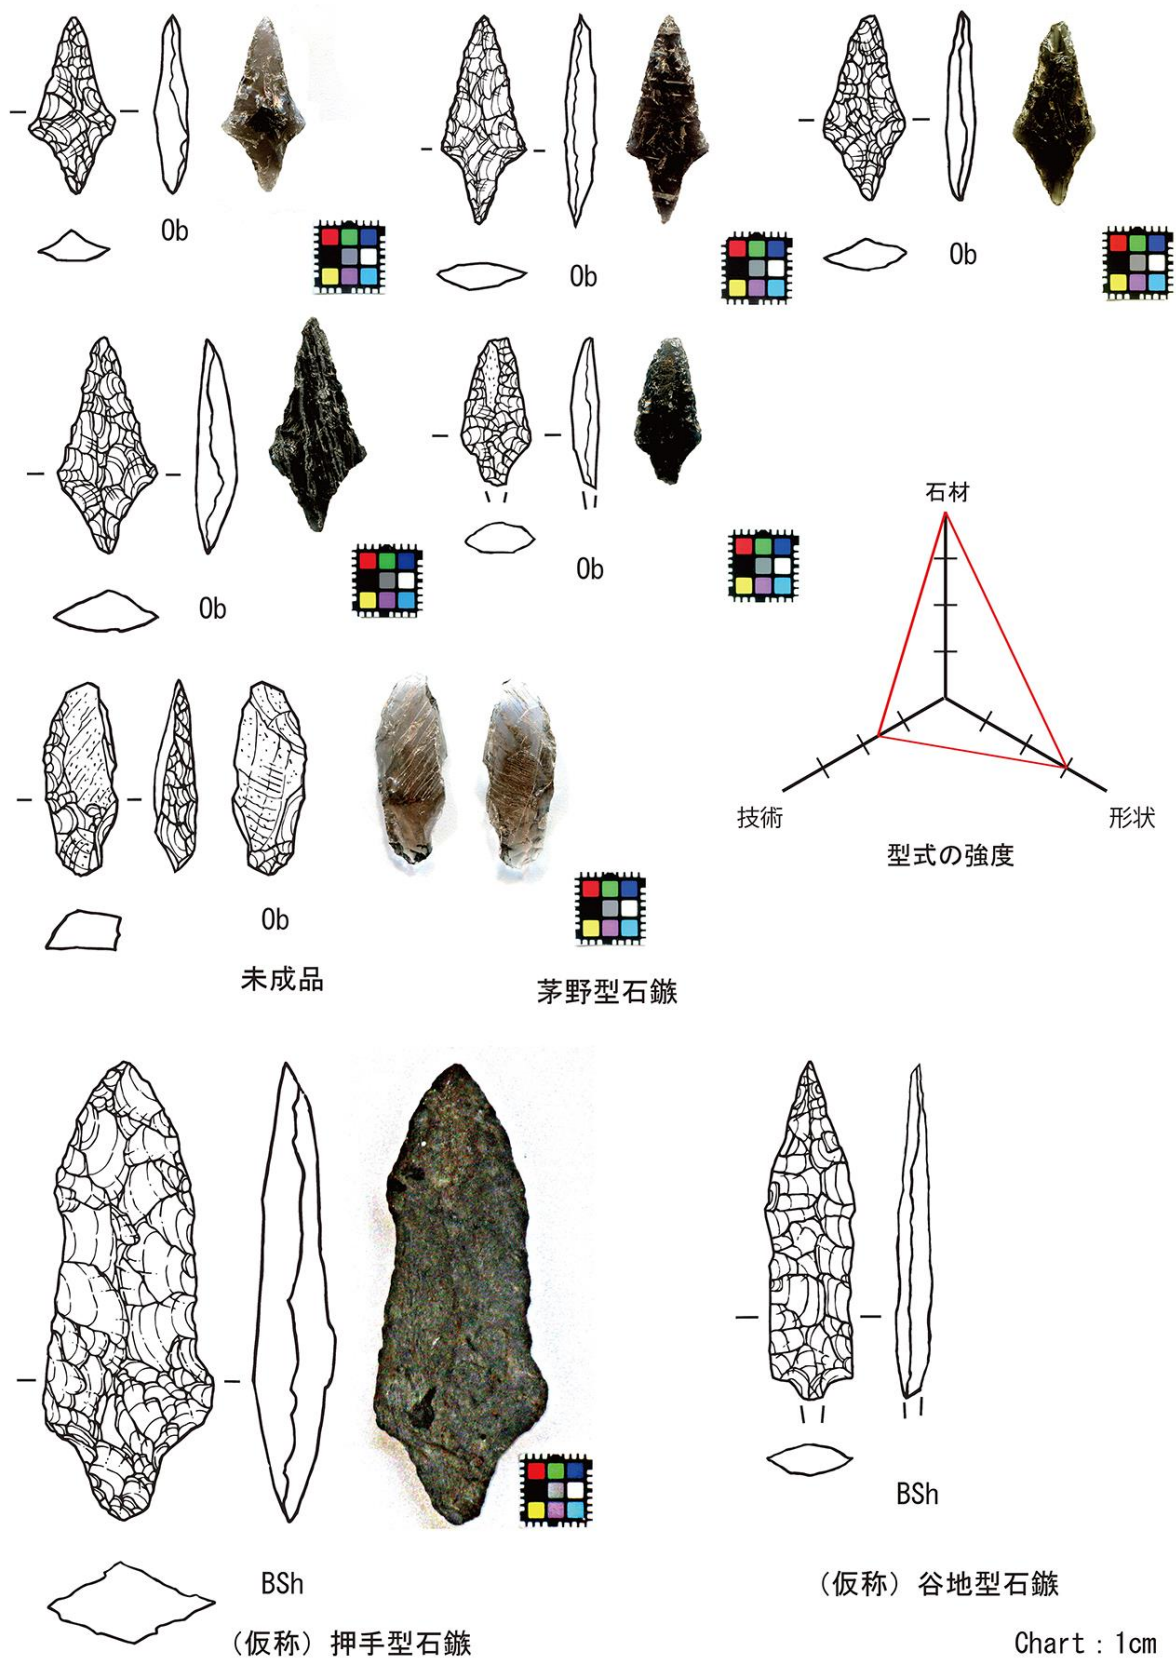 Ob
Ob
Ob
Ob
Ob
石材
技術
形状
型式の強度
Ob
未成品
茅野型石鏃
BSh
(仮称) 押手型石鏃
BSh
(仮称) 谷地型石鏃
Chart : 1cm